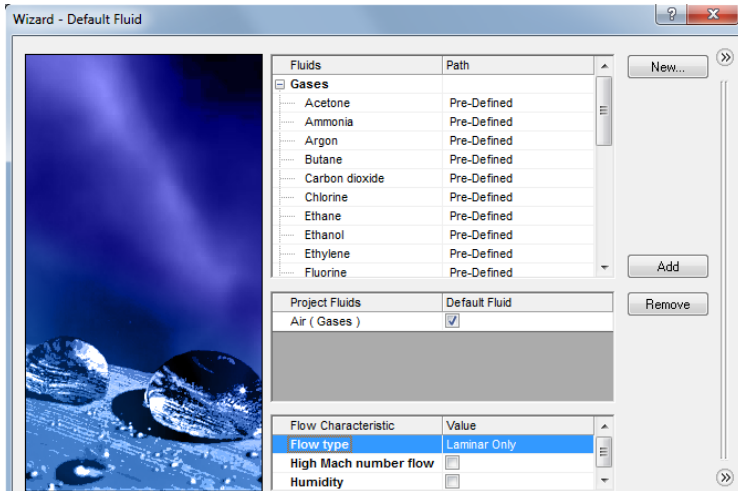 Wizard - Default Fluid
Fluids Path
Gases
Acetone Pre-Defined
Ammonia Pre-Defined
Argon Pre-Defined
Butane Pre-Defined
Carbon dioxide Pre-Defined
Chlorine Pre-Defined
Ethane Pre-Defined
Ethanol Pre-Defined
Ethylene Pre-Defined
Fluorine Pre-Defined
New...
Add
Remove
Project Fluids Default Fluid
Air ( Gases )
Flow Characteristic Value
Flow type Laminar Only
High Mach number flow
Humidity